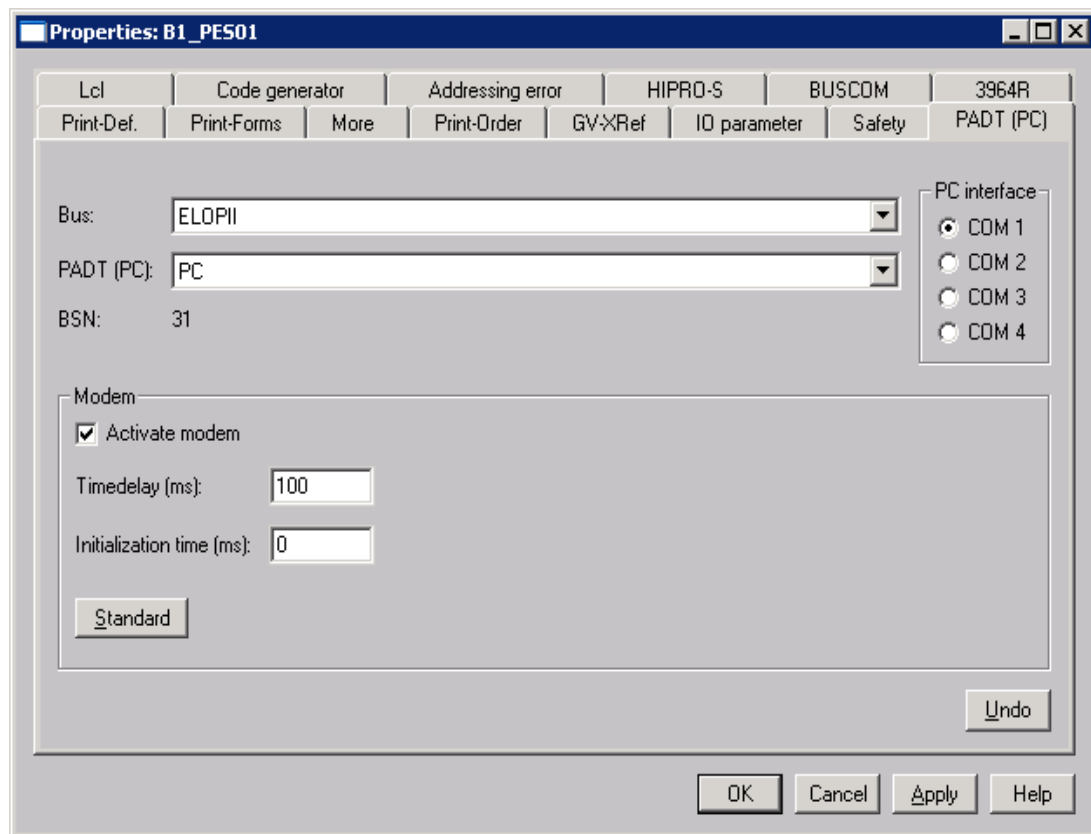 Properties: B1_PES01
Lcl Code generator Addressing error HIPRO-S BUSCOM 3964R
Print-Def. Print-Forms More Print-Order GV-XRef IO parameter Safety PADT (PC)
Bus: ELOPII
PADT (PC): PC
BSN: 31
PC interface
COM 1
COM 2
COM 3
COM 4
Modem
Activate modem
Timedelay (ms): 100
Initialization time (ms): 0
Standard
Undo
OK Cancel Apply Help